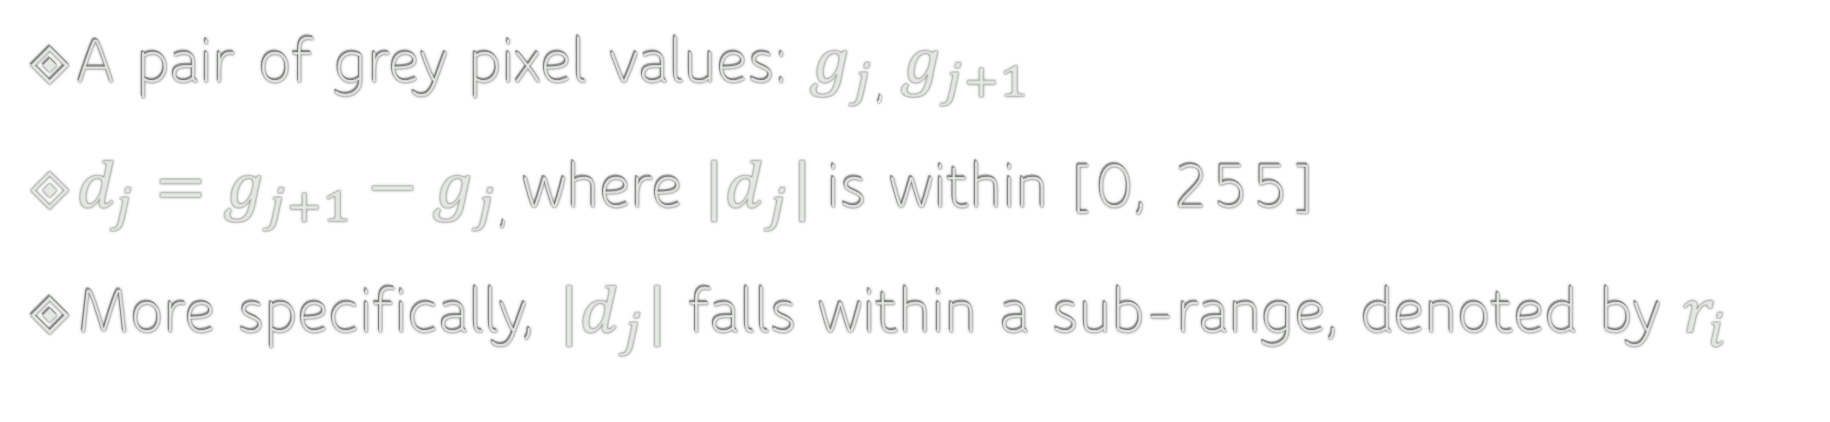 ◈A pair of grey pixel values: g_j, g_{j+1}
◈d_j = g_{j+1} − g_j, where |d_j| is within [0, 255]
◈More specifically, |d_j| falls within a sub-range, denoted by r_i